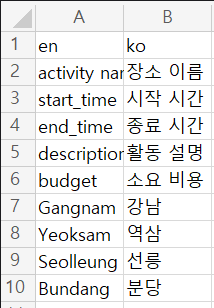 A B
1 en ko
2 activity nan 장소 이름
3 start_time 시작 시간
4 end_time 종료 시간
5 description 활동 설명
6 budget 소요 비용
7 Gangnam 강남
8 Yeoksam 역삼
9 Seolleung 선릉
10 Bundang 분당